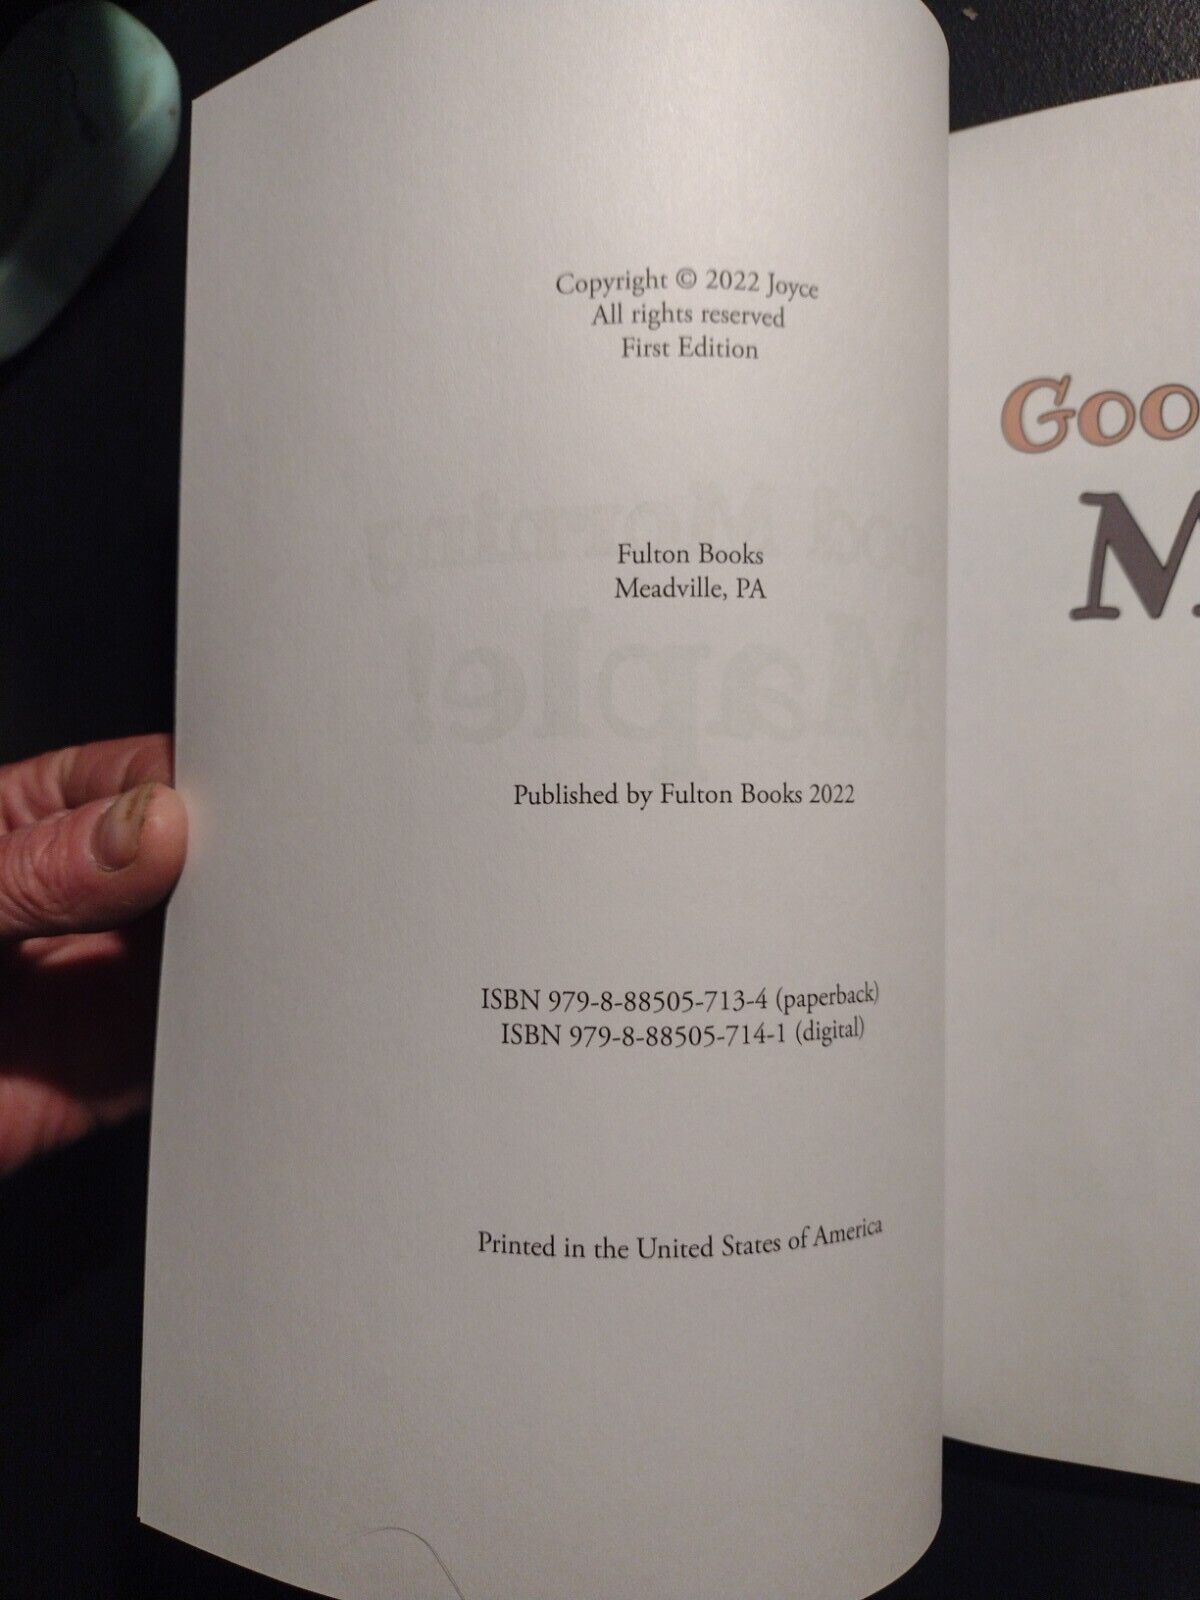 Copyright © 2022 Joyce
All rights reserved
First Edition
Fulton Books
Meadville, PA
Published by Fulton Books 2022
ISBN 979-8-88505-713-4 (paperback)
ISBN 979-8-88505-714-1 (digital)
Printed in the United States of America
Goo
M